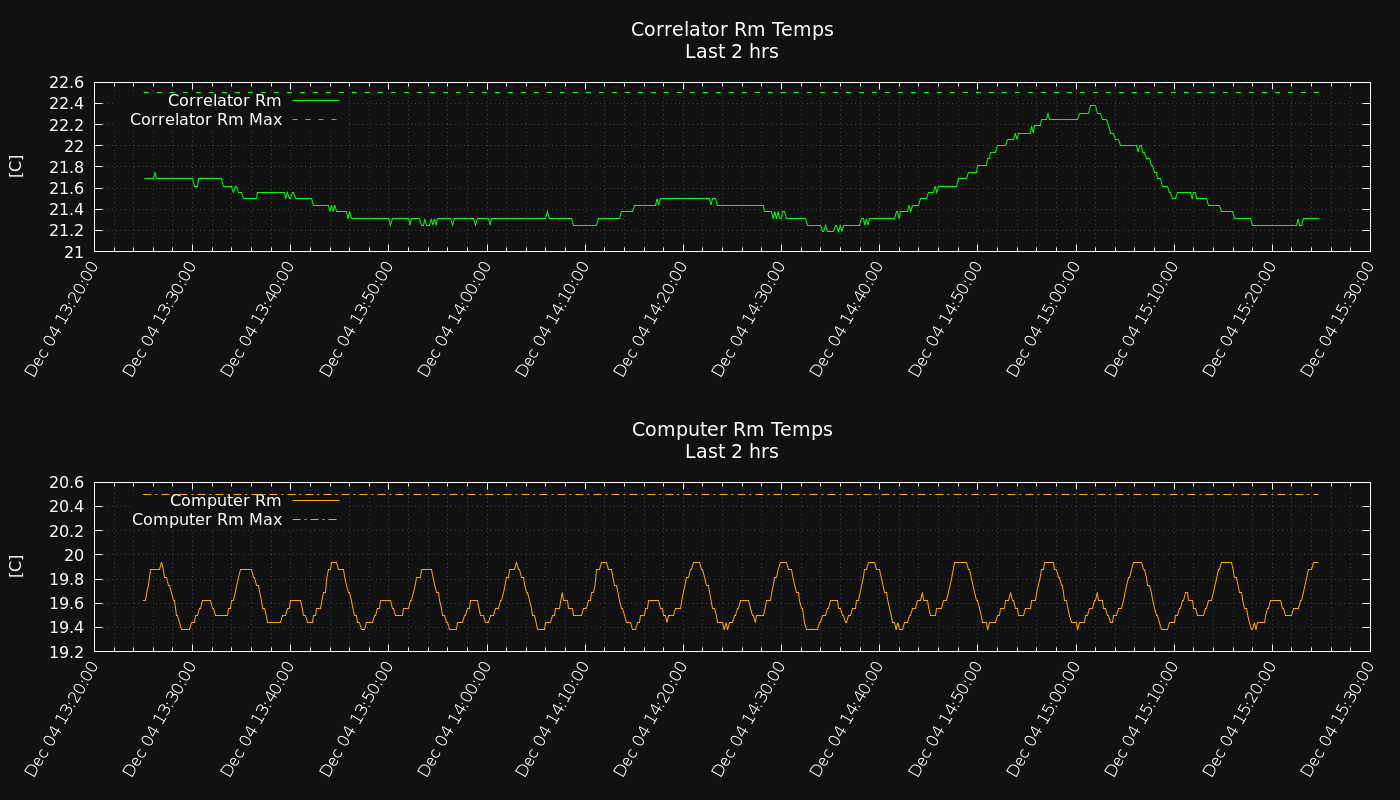 Correlator Rm Temps
Last 2 hrs
22.6
22.4
22.2
22
21.8
21.6
21.4
21.2
21
[C]
Correlator Rm
Correlator Rm Max
Dec 04 13:20:00
Dec 04 13:30:00
Dec 04 13:40:00
Dec 04 13:50:00
Dec 04 14:00:00
Dec 04 14:10:00
Dec 04 14:20:00
Dec 04 14:30:00
Dec 04 14:40:00
Dec 04 14:50:00
Dec 04 15:00:00
Dec 04 15:10:00
Dec 04 15:20:00
Dec 04 15:30:00
Computer Rm Temps
Last 2 hrs
20.6
20.4
20.2
20
19.8
19.6
19.4
19.2
[C]
Computer Rm
Computer Rm Max
Dec 04 13:20:00
Dec 04 13:30:00
Dec 04 13:40:00
Dec 04 13:50:00
Dec 04 14:00:00
Dec 04 14:10:00
Dec 04 14:20:00
Dec 04 14:30:00
Dec 04 14:40:00
Dec 04 14:50:00
Dec 04 15:00:00
Dec 04 15:10:00
Dec 04 15:20:00
Dec 04 15:30:00